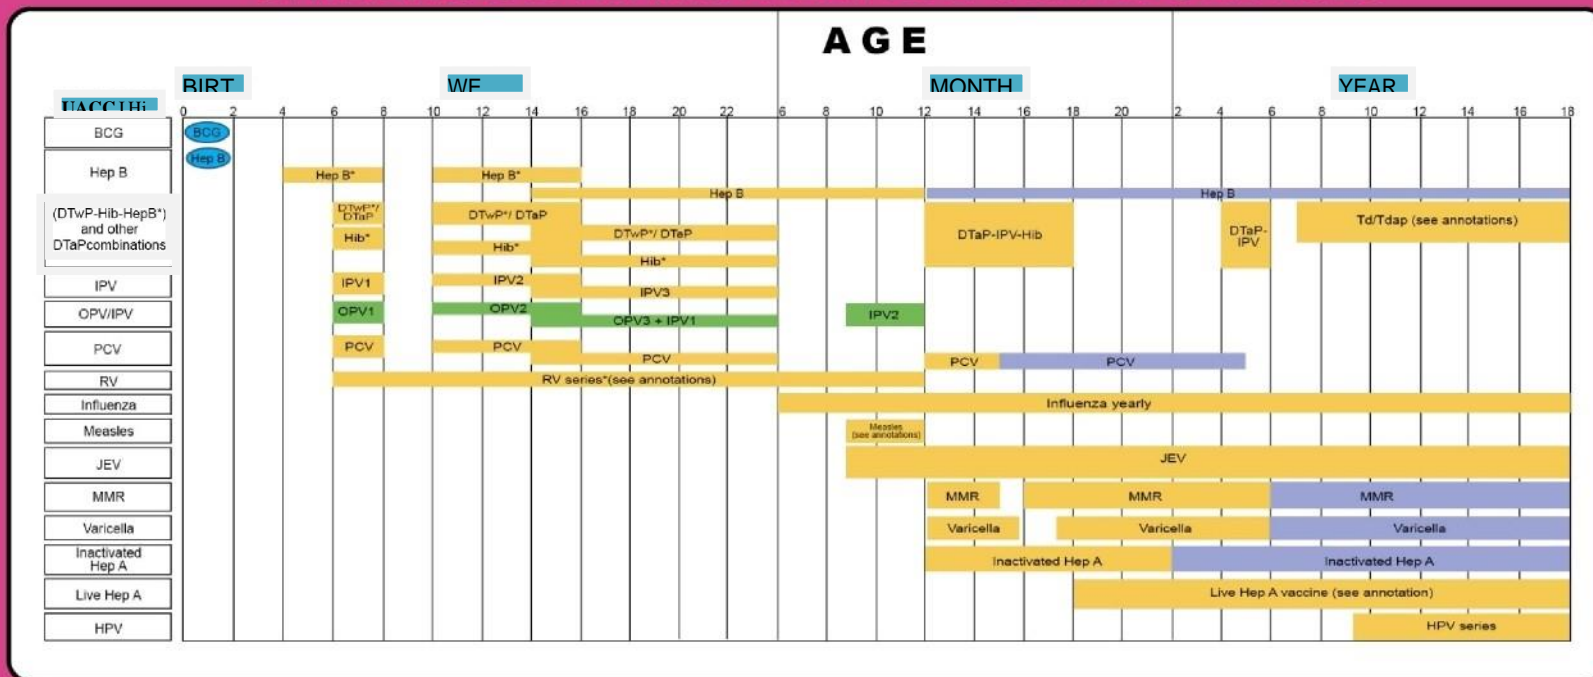 AGE
BIRT
WE
MONTH
YEAR
0 2 4 6 8 10 12 14 16 18 20 22 6 8 10 12 14 16 18 20 2 4 6 8 10 12 14 16 18
BCG
BCG
Hep B
Hep B
Hep B*
Hep B*
Hep B
Hep B
(DTwP-Hib-HepB*)
and other
DTaPcombinations
DTwP*/
DTaP
DTwP*/ DTaP
DTwP*/ DTaP
Hib*
Hib*
Hib*
DTaP-IPV-Hib
DTaP-
IPV
Td/Tdap (see annotations)
IPV
IPV1
IPV2
IPV3
OPV/IPV
OPV1
OPV2
OPV3 + IPV1
IPV2
PCV
PCV
PCV
PCV
PCV
PCV
RV
RV series*(see annotations)
Influenza
Influenza yearly
Measles
Measles
(see annotations)
JEV
JEV
MMR
MMR
MMR
MMR
Varicella
Varicella
Varicella
Varicella
Inactivated
Hep A
Inactivated Hep A
Inactivated Hep A
Live Hep A
Live Hep A vaccine (see annotation)
HPV
HPV series